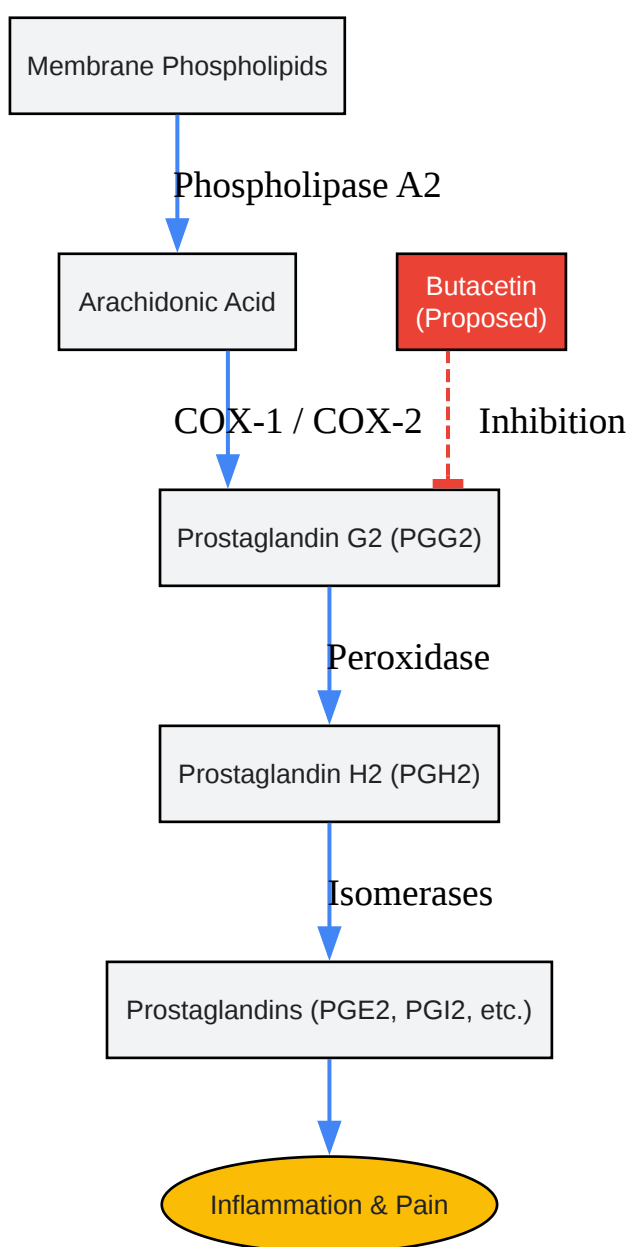 Membrane Phospholipids
Phospholipase A2
Arachidonic Acid
Butacetin
(Proposed)
COX-1 / COX-2
Inhibition
Prostaglandin G2 (PGG2)
Peroxidase
Prostaglandin H2 (PGH2)
Isomerases
Prostaglandins (PGE2, PGI2, etc.)
Inflammation & Pain